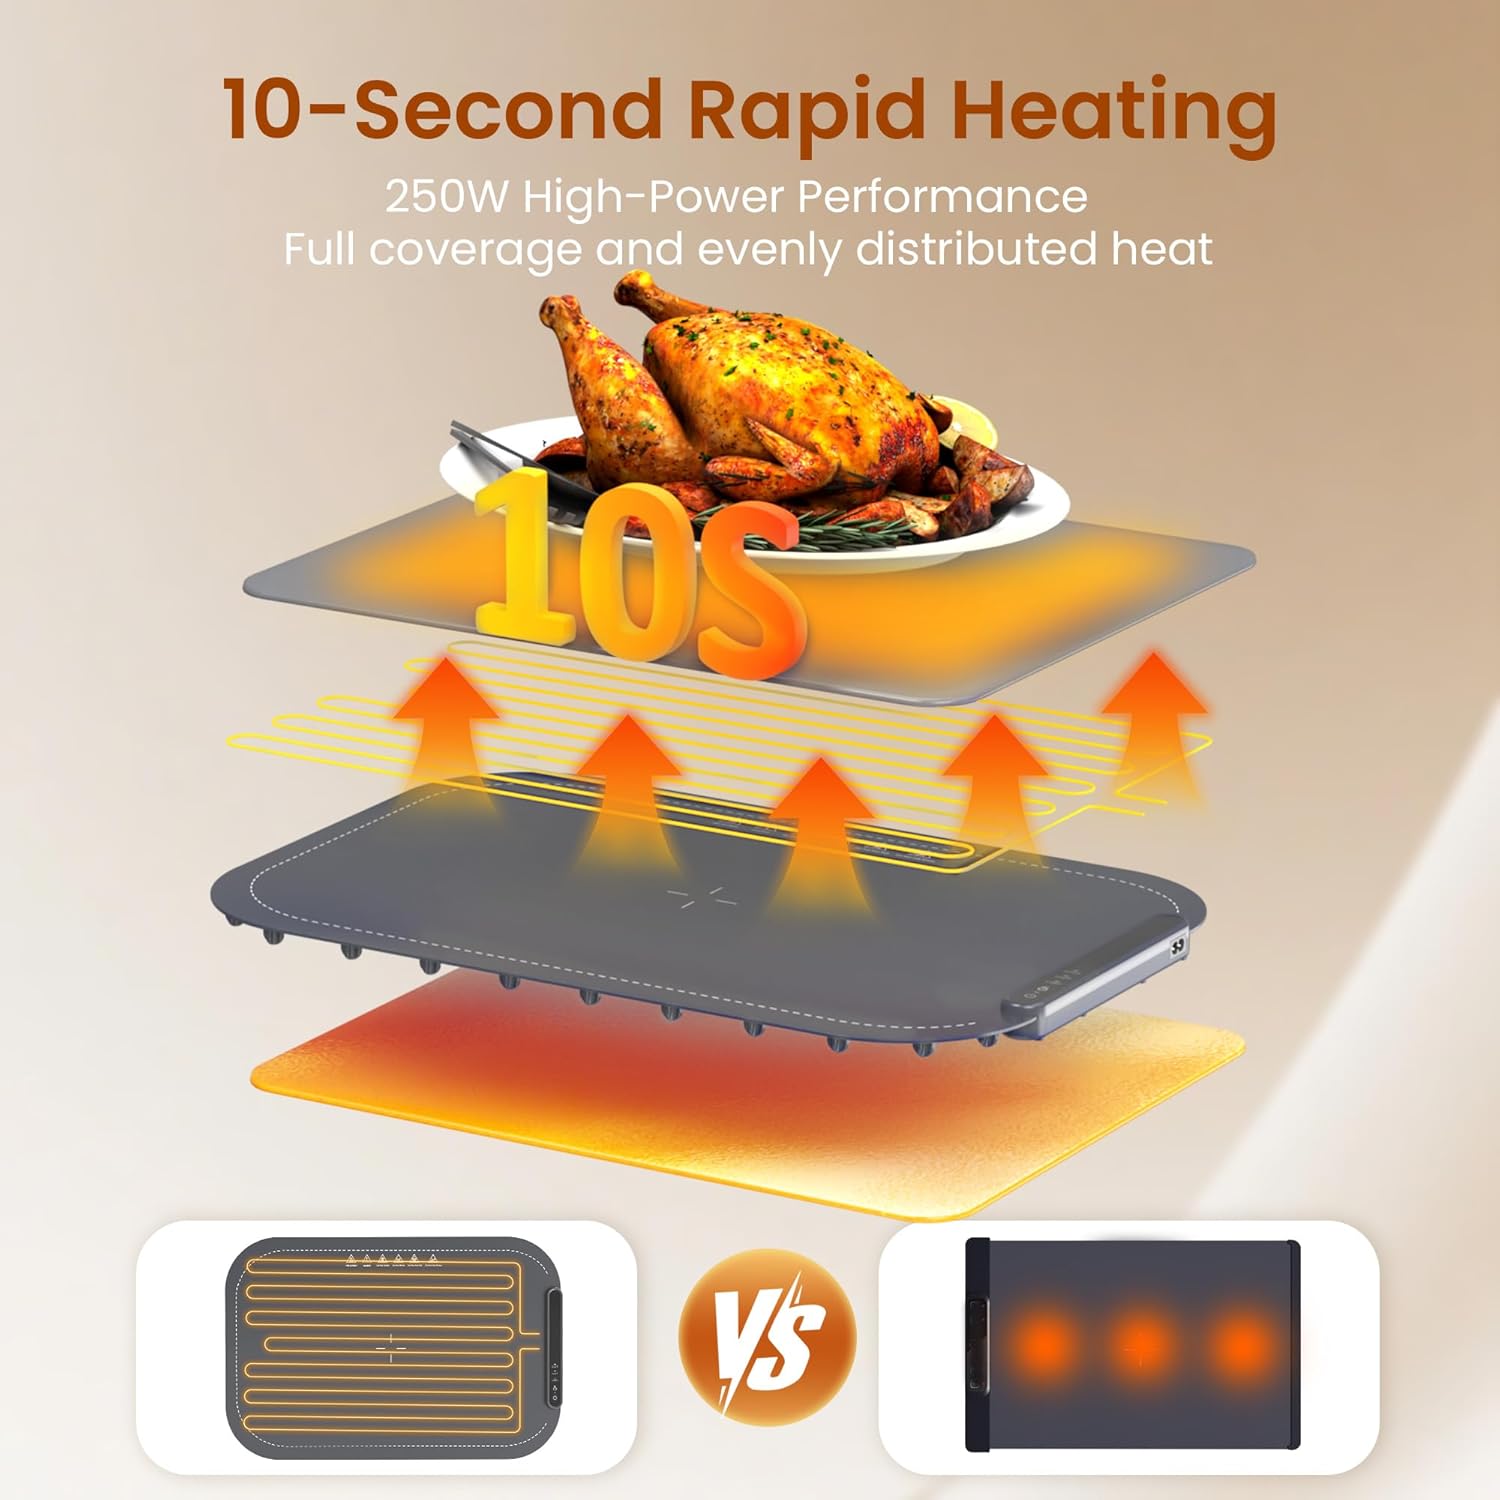 10-Second Rapid Heating
250W High-Power Performance
Full coverage and evenly distributed heat
10S
VS